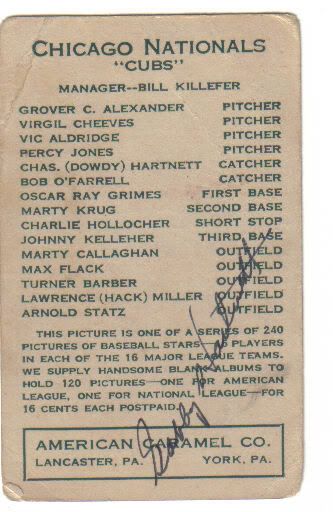 CHICAGO NATIONALS
"CUBS"
MANAGER--BILL KILLEFER
GROVER C. ALEXANDER PITCHER
VIRGIL CHEEVES PITCHER
VIC ALDRIDGE PITCHER
PERCY JONES PITCHER
CHAS. (DOWDY) HARTNETT CATCHER
BOB O'FARRELL CATCHER
OSCAR RAY GRIMES FIRST BASE
MARTY KRUG SECOND BASE
CHARLIE HOLLOCHER SHORT STOP
JOHNNY KELLEHER THIRD BASE
MARTY CALLAGHAN OUTFIELD
MAX FLACK OUTFIELD
TURNER BARBER OUTFIELD
LAWRENCE (HACK) MILLER OUTFIELD
ARNOLD STATZ OUTFIELD
THIS PICTURE IS ONE OF A SERIES OF 240
PICTURES OF BASEBALL STARS PLAYERS
IN EACH OF THE 16 MAJOR LEAGUE TEAMS.
WE SUPPLY HANDSOME BLANK ALBUMS TO
HOLD 120 PICTURES—ONE FOR AMERICAN
LEAGUE, ONE FOR NATIONAL LEAGUE—FOR
16 CENTS EACH POSTPAID.
Gabby Hartnett
AMERICAN CARAMEL CO.
LANCASTER, PA. YORK, PA.